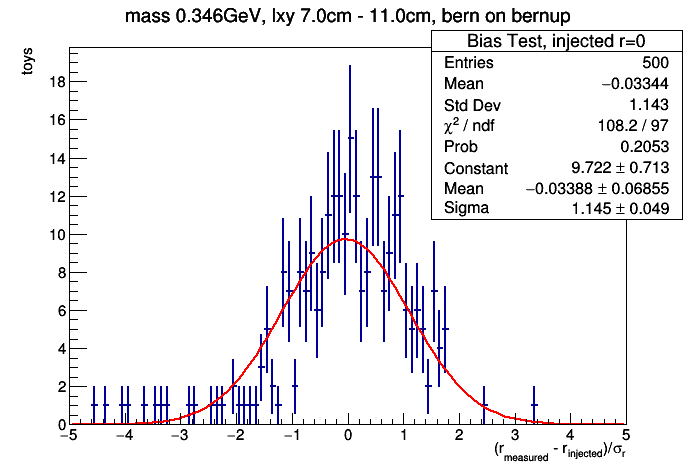 mass 0.346GeV, lxy 7.0cm - 11.0cm, bern on bernup
Bias Test, injected r=0
Entries 500
Mean −0.03344
Std Dev 1.143
χ² / ndf 108.2 / 97
Prob 0.2053
Constant 9.722 ± 0.713
Mean −0.03388 ± 0.06855
Sigma 1.145 ± 0.049
toys
18
16
14
12
10
8
6
4
2
0
−5 −4 −3 −2 −1 0 1 2 3 4 5
(r_measured - r_injected)/σ_r